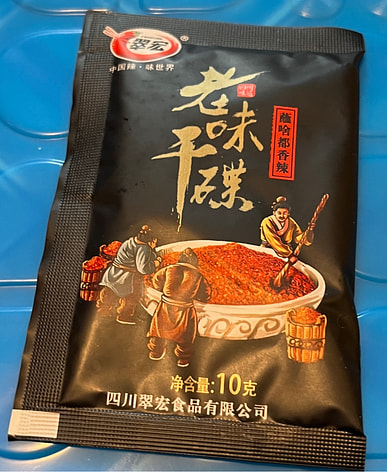 翠宏®
中国辣·味世界
老味
干碟
蘸啥都香辣
净含量:10克
四川翠宏食品有限公司